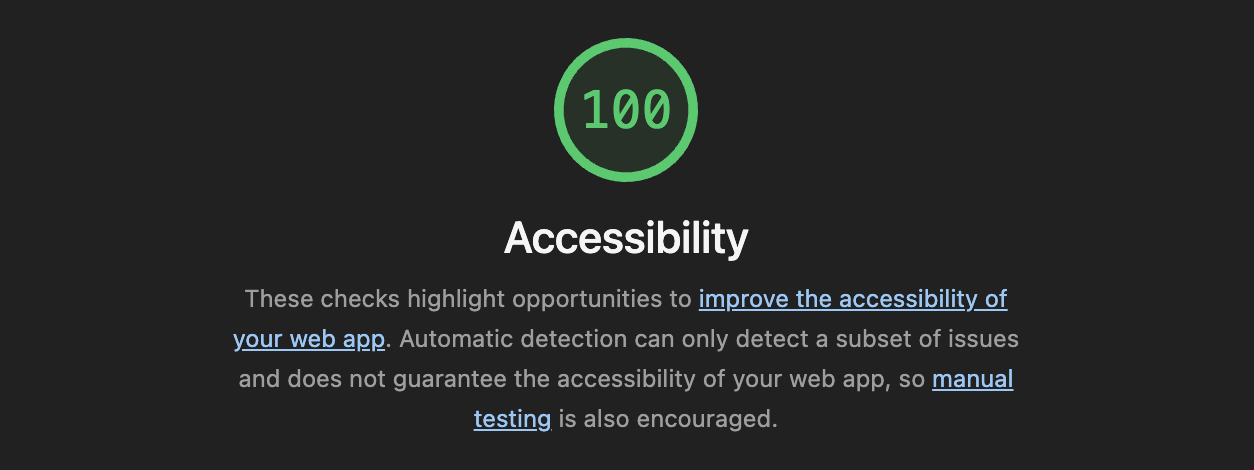 100
Accessibility
These checks highlight opportunities to improve the accessibility of
your web app. Automatic detection can only detect a subset of issues
and does not guarantee the accessibility of your web app, so manual
testing is also encouraged.